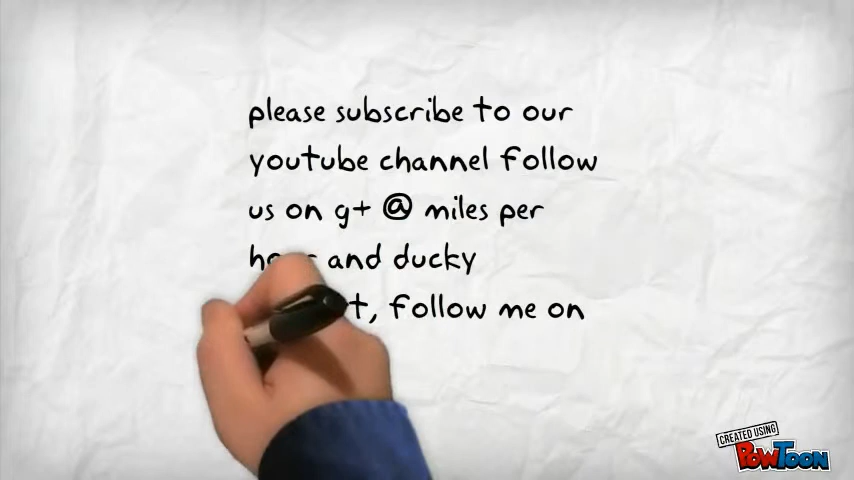 please subscribe to our
youtube channel follow
us on g+ @ miles per
and ducky
follow me on
CREATED USING
POWTOON